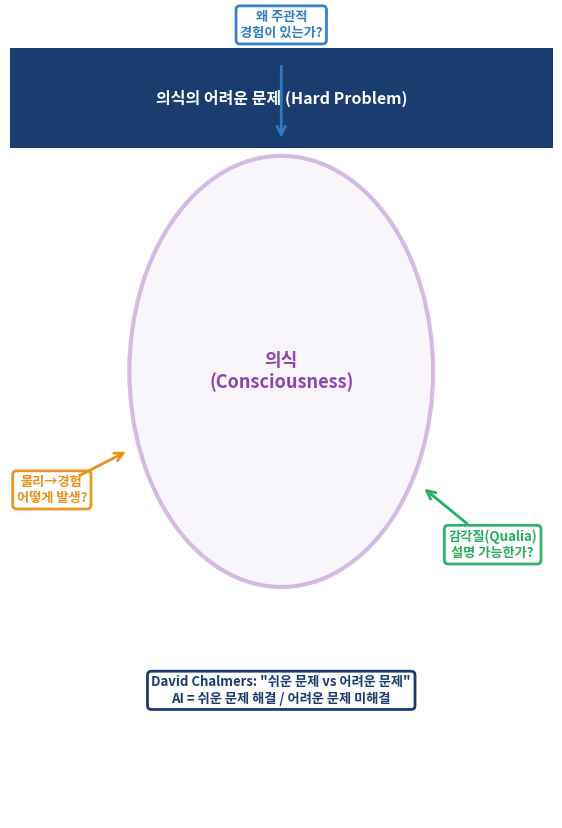 왜 주관적
경험이 있는가?
의식의 어려운 문제 (Hard Problem)
의식
(Consciousness)
물리→경험
어떻게 발생?
감각질(Qualia)
설명 가능한가?
David Chalmers: "쉬운 문제 vs 어려운 문제"
AI = 쉬운 문제 해결 / 어려운 문제 미해결